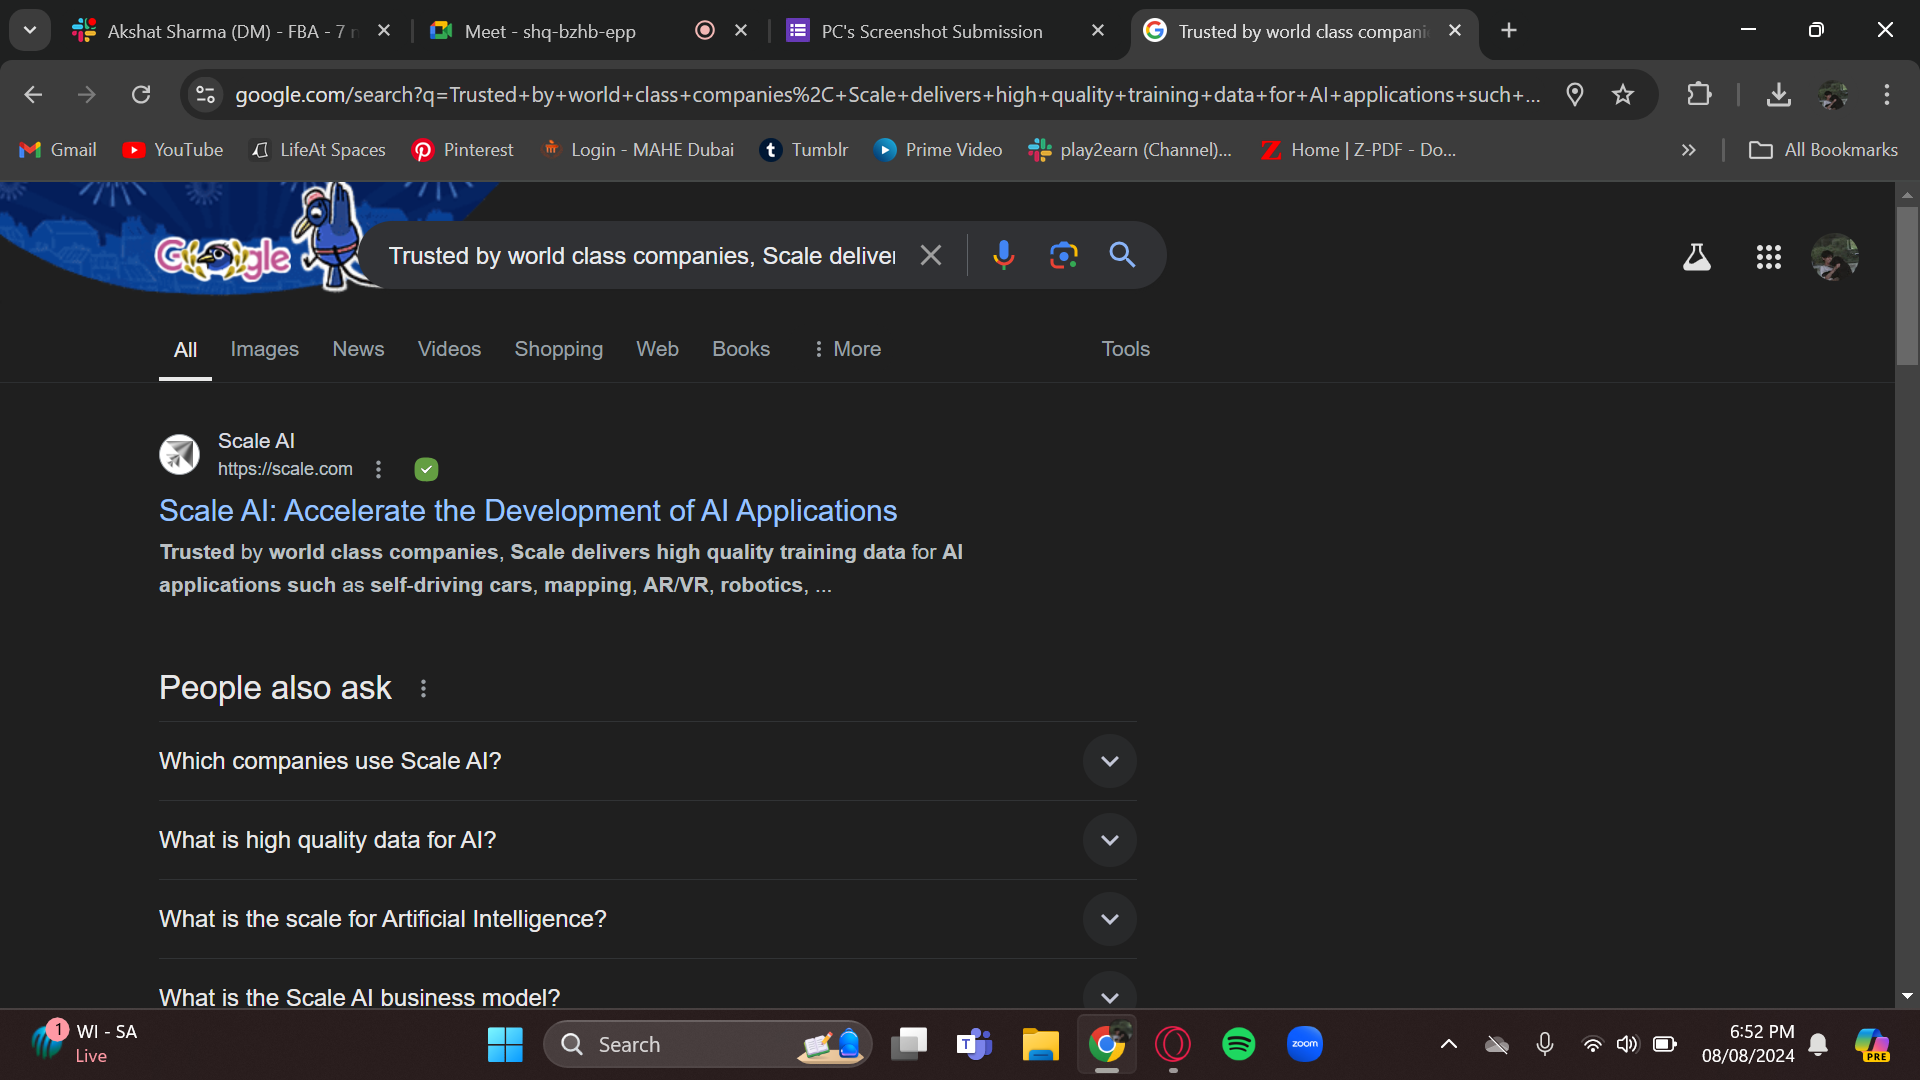 Akshat Sharma (DM) - FBA - 7
Meet - shq-bzhb-epp
PC's Screenshot Submission
Trusted by world class compani
google.com/search?q=Trusted+by+world+class+companies%2C+Scale+delivers+high+quality+training+data+for+AI+applications+such+...
Gmail
YouTube
LifeAt Spaces
Pinterest
Login - MAHE Dubai
Tumblr
Prime Video
play2earn (Channel)...
Home | Z-PDF - Do...
All Bookmarks
Google
Trusted by world class companies, Scale deliver
All
Images
News
Videos
Shopping
Web
Books
More
Tools
Scale AI
https://scale.com
Scale AI: Accelerate the Development of AI Applications
Trusted by world class companies, Scale delivers high quality training data for AI
applications such as self-driving cars, mapping, AR/VR, robotics, ...
People also ask
Which companies use Scale AI?
What is high quality data for AI?
What is the scale for Artificial Intelligence?
What is the Scale AI business model?
1
WI - SA
Live
Search
T
zoom
6:52 PM
08/08/2024
PRE